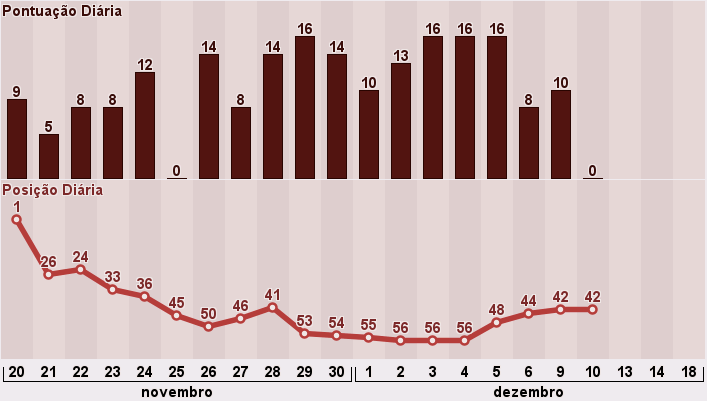 Pontuação Diária
9 5 8 8 12 0 14 8 14 16 14 10 13 16 16 16 8 10 0
Posição Diária
1 26 24 33 36 45 50 46 41 53 54 55 56 56 56 48 44 42 42
20 21 22 23 24 25 26 27 28 29 30 1 2 3 4 5 6 9 10 13 14 18
novembro dezembro